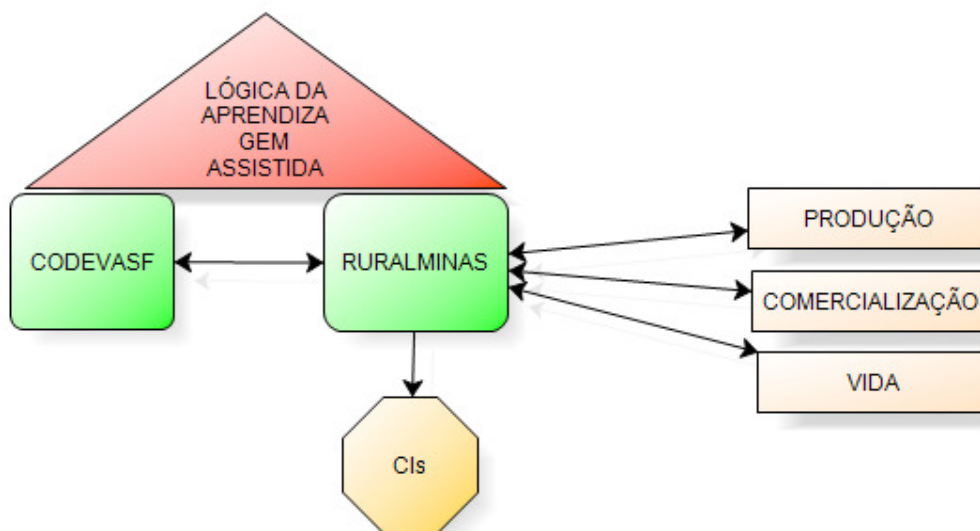 LÓGICA DA
APRENDIZA
GEM
ASSISTIDA
CODEVASF
RURALMINAS
PRODUÇÃO
COMERCIALIZAÇÃO
VIDA
CIs